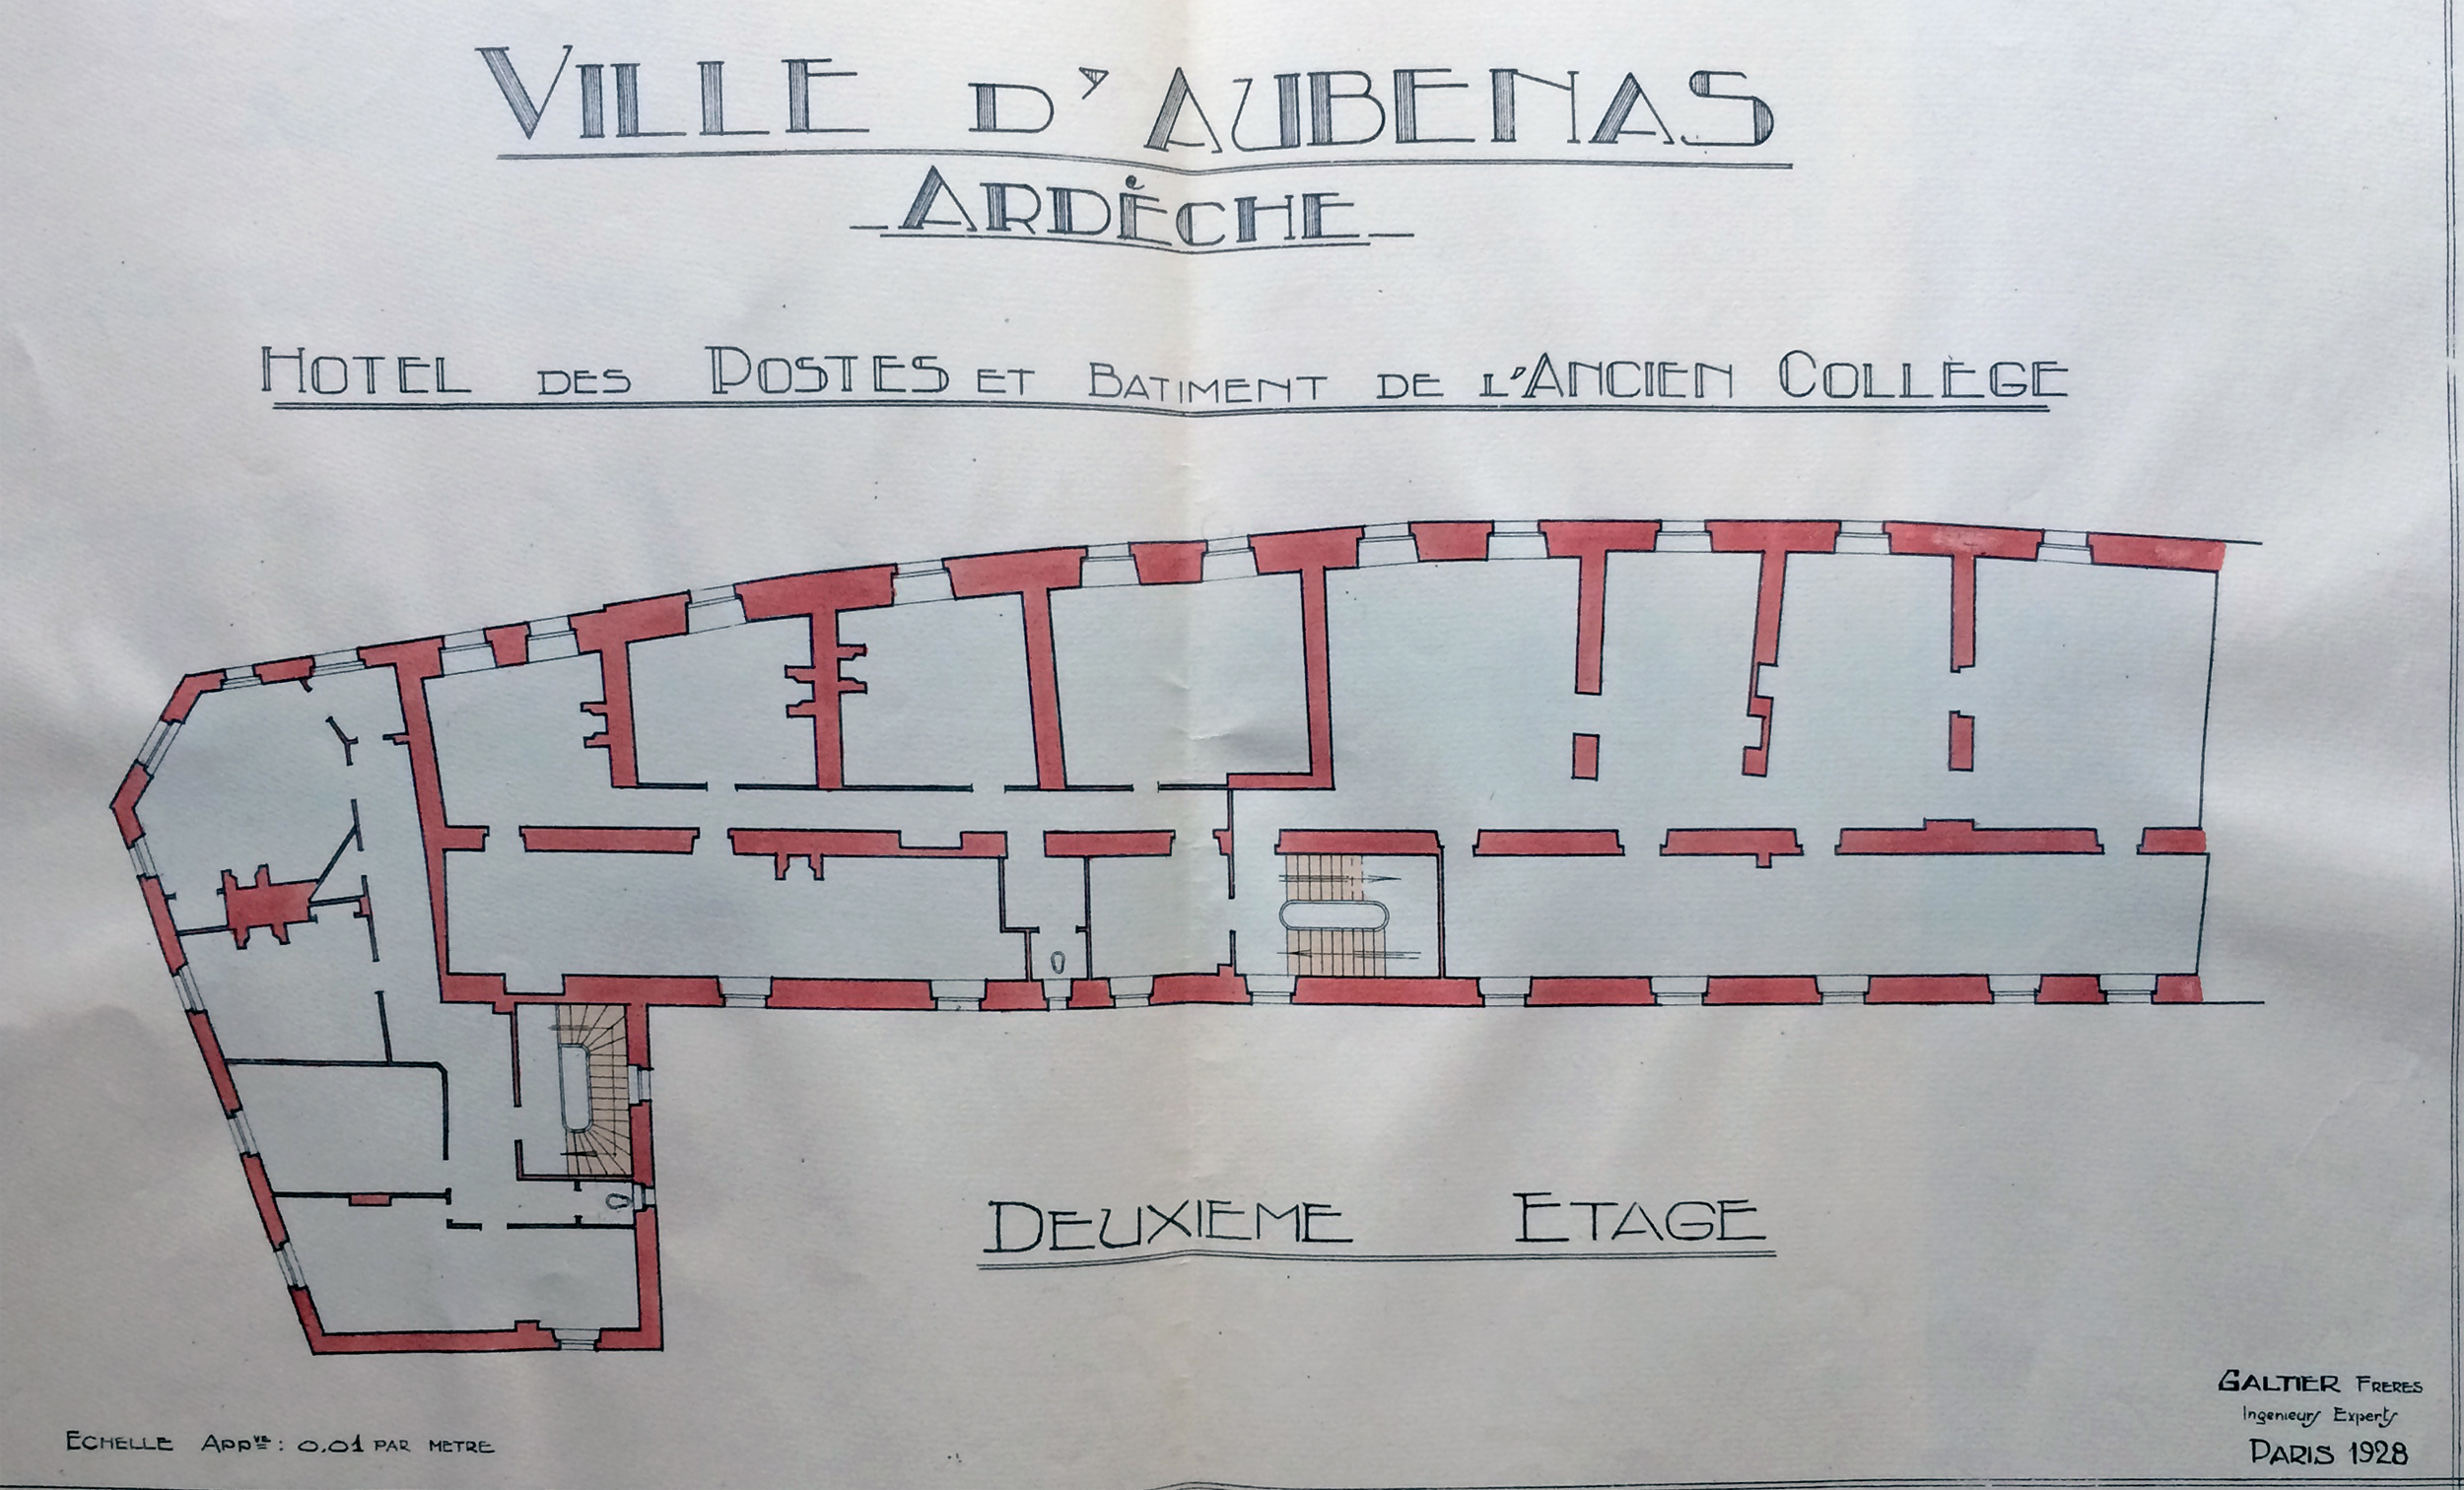 VILLE D'AUBENAS
ARDÈCHE
HOTEL DES POSTES ET BATIMENT DE L'ANCIEN COLLÈGE
DEUXIEME ETAGE
GALTIER FRERES
Ingenieurs Experts
PARIS 1928
ECHELLE APPᵛᵉ: 0.01 PAR METRE